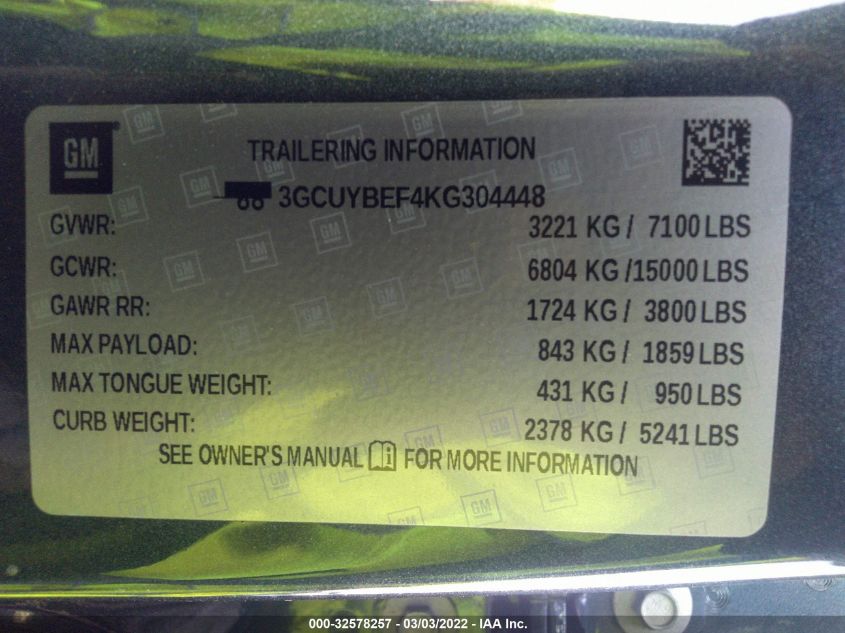 GM
TRAILERING INFORMATION
3GCUYBEF4KG304448
GVWR: 3221 KG / 7100 LBS
GCWR: 6804 KG /15000 LBS
GAWR RR: 1724 KG / 3800 LBS
MAX PAYLOAD: 843 KG / 1859 LBS
MAX TONGUE WEIGHT: 431 KG / 950 LBS
CURB WEIGHT: 2378 KG / 5241 LBS
SEE OWNER'S MANUAL FOR MORE INFORMATION
000-32578257 - 03/03/2022 - IAA Inc.